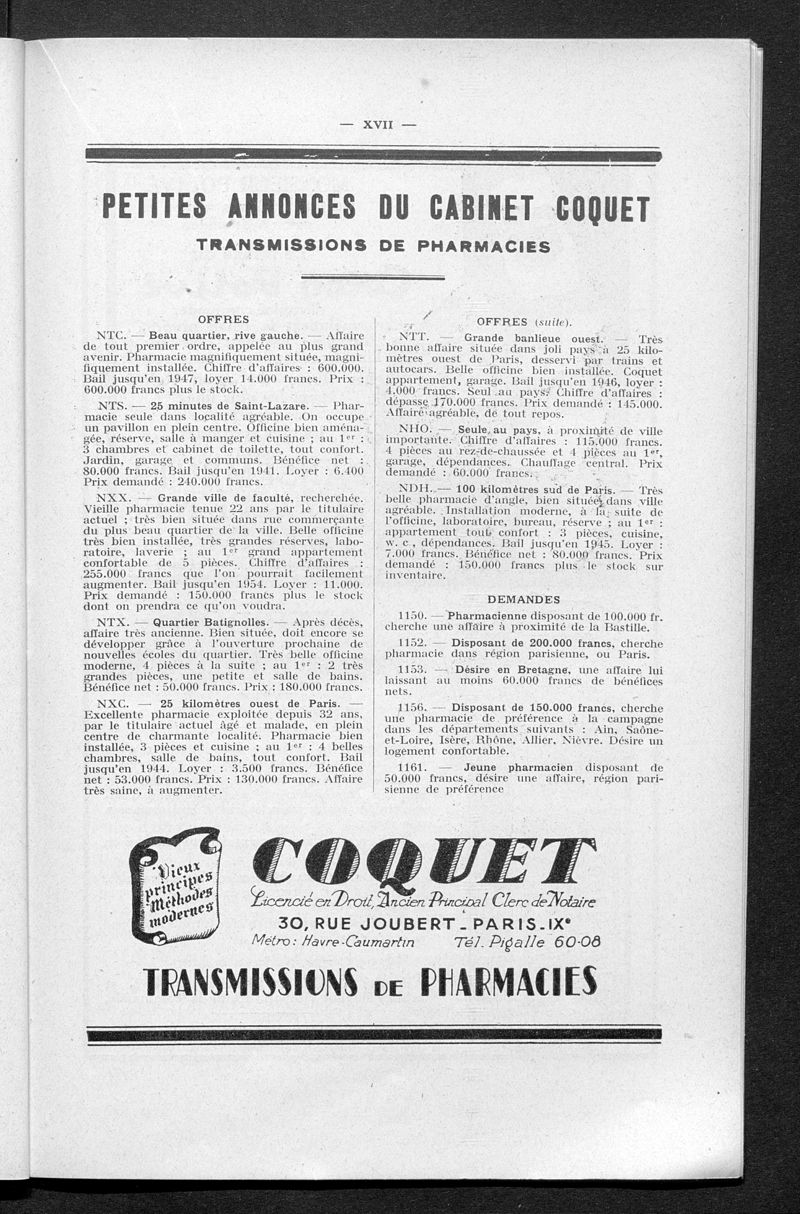 — XVII —
PETITES ANNONCES DU CABINET COQUET
TRANSMISSIONS DE PHARMACIES
OFFRES
NTC. — Beau quartier, rive gauche. — Affaire
de tout premier ordre, appelée au plus grand
avenir. Pharmacie magnifiquement située, magni-
fiquement installée. Chiffre d'affaires : 600.000.
Bail jusqu'en 1947, loyer 14.000 francs. Prix :
600.000 francs plus le stock.
NTS. — 25 minutes de Saint-Lazare. — Phar-
macie seule dans localité agréable. On occupe
un pavillon en plein centre. Officine bien aména-
gée, réserve, salle à manger et cuisine ; au 1er :
3 chambres et cabinet de toilette, tout confort.
Jardin, garage et communs. Bénéfice net :
80.000 francs. Bail jusqu'en 1941. Loyer : 6.400
Prix demandé : 240.000 francs.
NXX. — Grande ville de faculté, recherchée.
Vieille pharmacie tenue 22 ans par le titulaire
actuel ; très bien située dans rue commerçante
du plus beau quartier de la ville. Belle officine
très bien installée, très grandes réserves, labo-
ratoire, laverie ; au 1er grand appartement
confortable de 5 pièces. Chiffre d'affaires :
255.000 francs que l'on pourrait facilement
augmenter. Bail jusqu'en 1954. Loyer : 11.000.
Prix demandé : 150.000 francs plus le stock
dont on prendra ce qu'on voudra.
NTX. — Quartier Batignolles. — Après décès,
affaire très ancienne. Bien située, doit encore se
développer grâce à l'ouverture prochaine de
nouvelles écoles du quartier. Très belle officine
moderne, 4 pièces à la suite ; au 1er : 2 très
grandes pièces, une petite et salle de bains.
Bénéfice net : 50.000 francs. Prix : 180.000 francs.
NXC. — 25 kilomètres ouest de Paris. —
Excellente pharmacie exploitée depuis 32 ans,
par le titulaire actuel âgé et malade, en plein
centre de charmante localité. Pharmacie bien
installée, 3 pièces et cuisine ; au 1er : 4 belles
chambres, salle de bains, tout confort. Bail
jusqu'en 1944. Loyer : 3.500 francs. Bénéfice
net : 53.000 francs. Prix : 130.000 francs. Affaire
très saine, à augmenter.
OFFRES (suite).
NTT. — Grande banlieue ouest. — Très
bonne affaire située dans joli pays à 25 kilo-
mètres ouest de Paris, desservi par trains et
autocars. Belle officine bien installée. Coquet
appartement, garage. Bail jusqu'en 1946, loyer :
4.000 francs. Seul au pays. Chiffre d'affaires :
dépasse 170.000 francs. Prix demandé : 145.000.
Affaire agréable, de tout repos.
NHO. — Seule au pays, à proximité de ville
importante. Chiffre d'affaires : 115.000 francs.
4 pièces au rez-de-chaussée et 4 pièces au 1er,
garage, dépendances. Chauffage central. Prix
demandé : 60.000 francs.
NDH. — 100 kilomètres sud de Paris. — Très
belle pharmacie d'angle, bien située dans ville
agréable. Installation moderne, à la suite de
l'officine, laboratoire, bureau, réserve ; au 1er :
appartement tout confort : 3 pièces, cuisine,
w. c., dépendances. Bail jusqu'en 1945. Loyer :
7.000 francs. Bénéfice net : 80.000 francs. Prix
demandé : 150.000 francs plus le stock sur
inventaire.
DEMANDES
1150. — Pharmacienne disposant de 100.000 fr.
cherche une affaire à proximité de la Bastille.
1152. — Disposant de 200.000 francs, cherche
pharmacie dans région parisienne, ou Paris.
1153. — Désire en Bretagne, une affaire lui
laissant au moins 60.000 francs de bénéfices
nets.
1156. — Disposant de 150.000 francs, cherche
une pharmacie de préférence à la campagne
dans les départements suivants : Ain, Saône-
et-Loire, Isère, Rhône, Allier, Nièvre. Désire un
logement confortable.
1161. — Jeune pharmacien disposant de
50.000 francs, désire une affaire, région pari-
sienne de préférence
Vieux
principes
Méthodes
modernes
COQUET
Licencié en Droit, Ancien Principal Clerc de Notaire
30, RUE JOUBERT - PARIS-IXe
Métro : Havre-Caumartin Tél. Pigalle 60-08
TRANSMISSIONS DE PHARMACIES